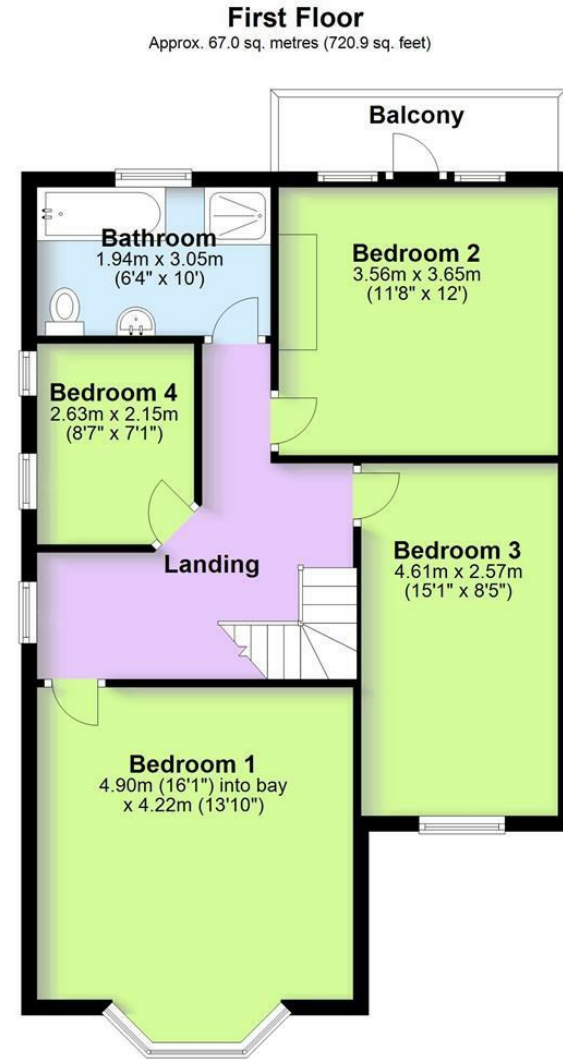 First Floor
Approx. 67.0 sq. metres (720.9 sq. feet)
Balcony
Bathroom
1.94m x 3.05m
(6'4" x 10')
Bedroom 2
3.56m x 3.65m
(11'8" x 12')
Bedroom 4
2.63m x 2.15m
(8'7" x 7'1")
Landing
Bedroom 3
4.61m x 2.57m
(15'1" x 8'5")
Bedroom 1
4.90m (16'1") into bay
x 4.22m (13'10")